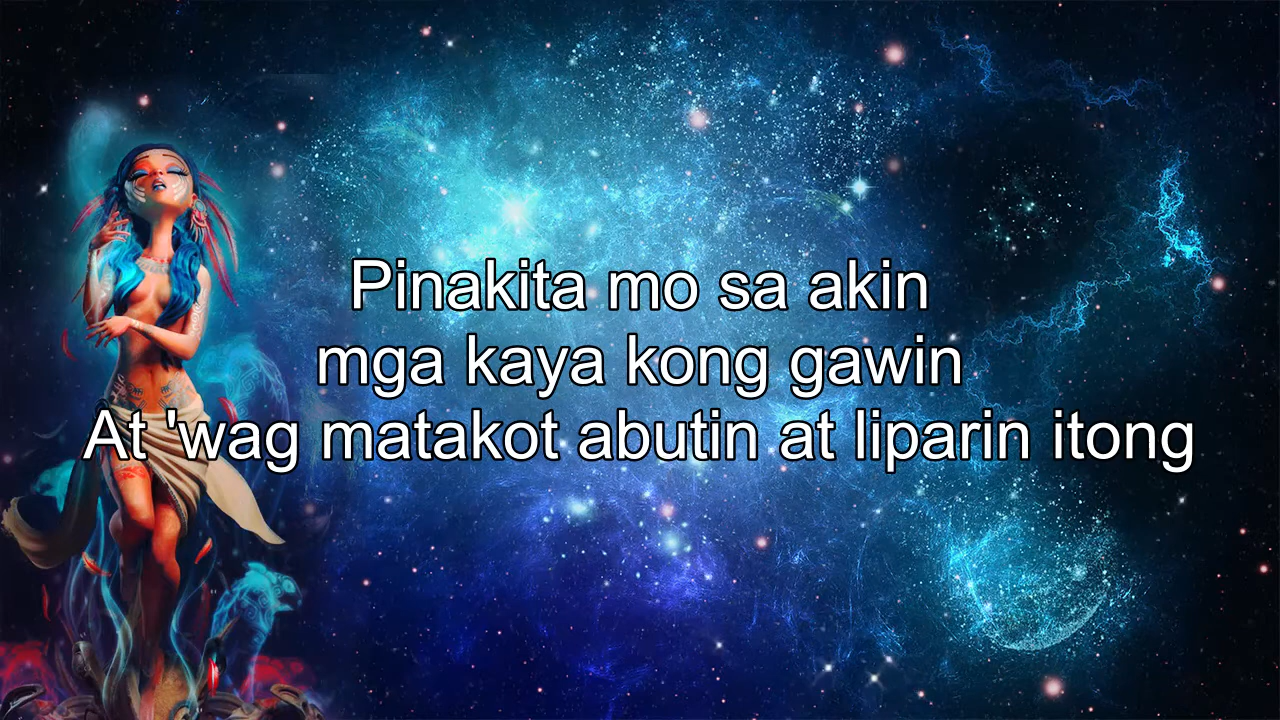 Pinakita mo sa akin
mga kaya kong gawin
At 'wag matakot abutin at liparin itong